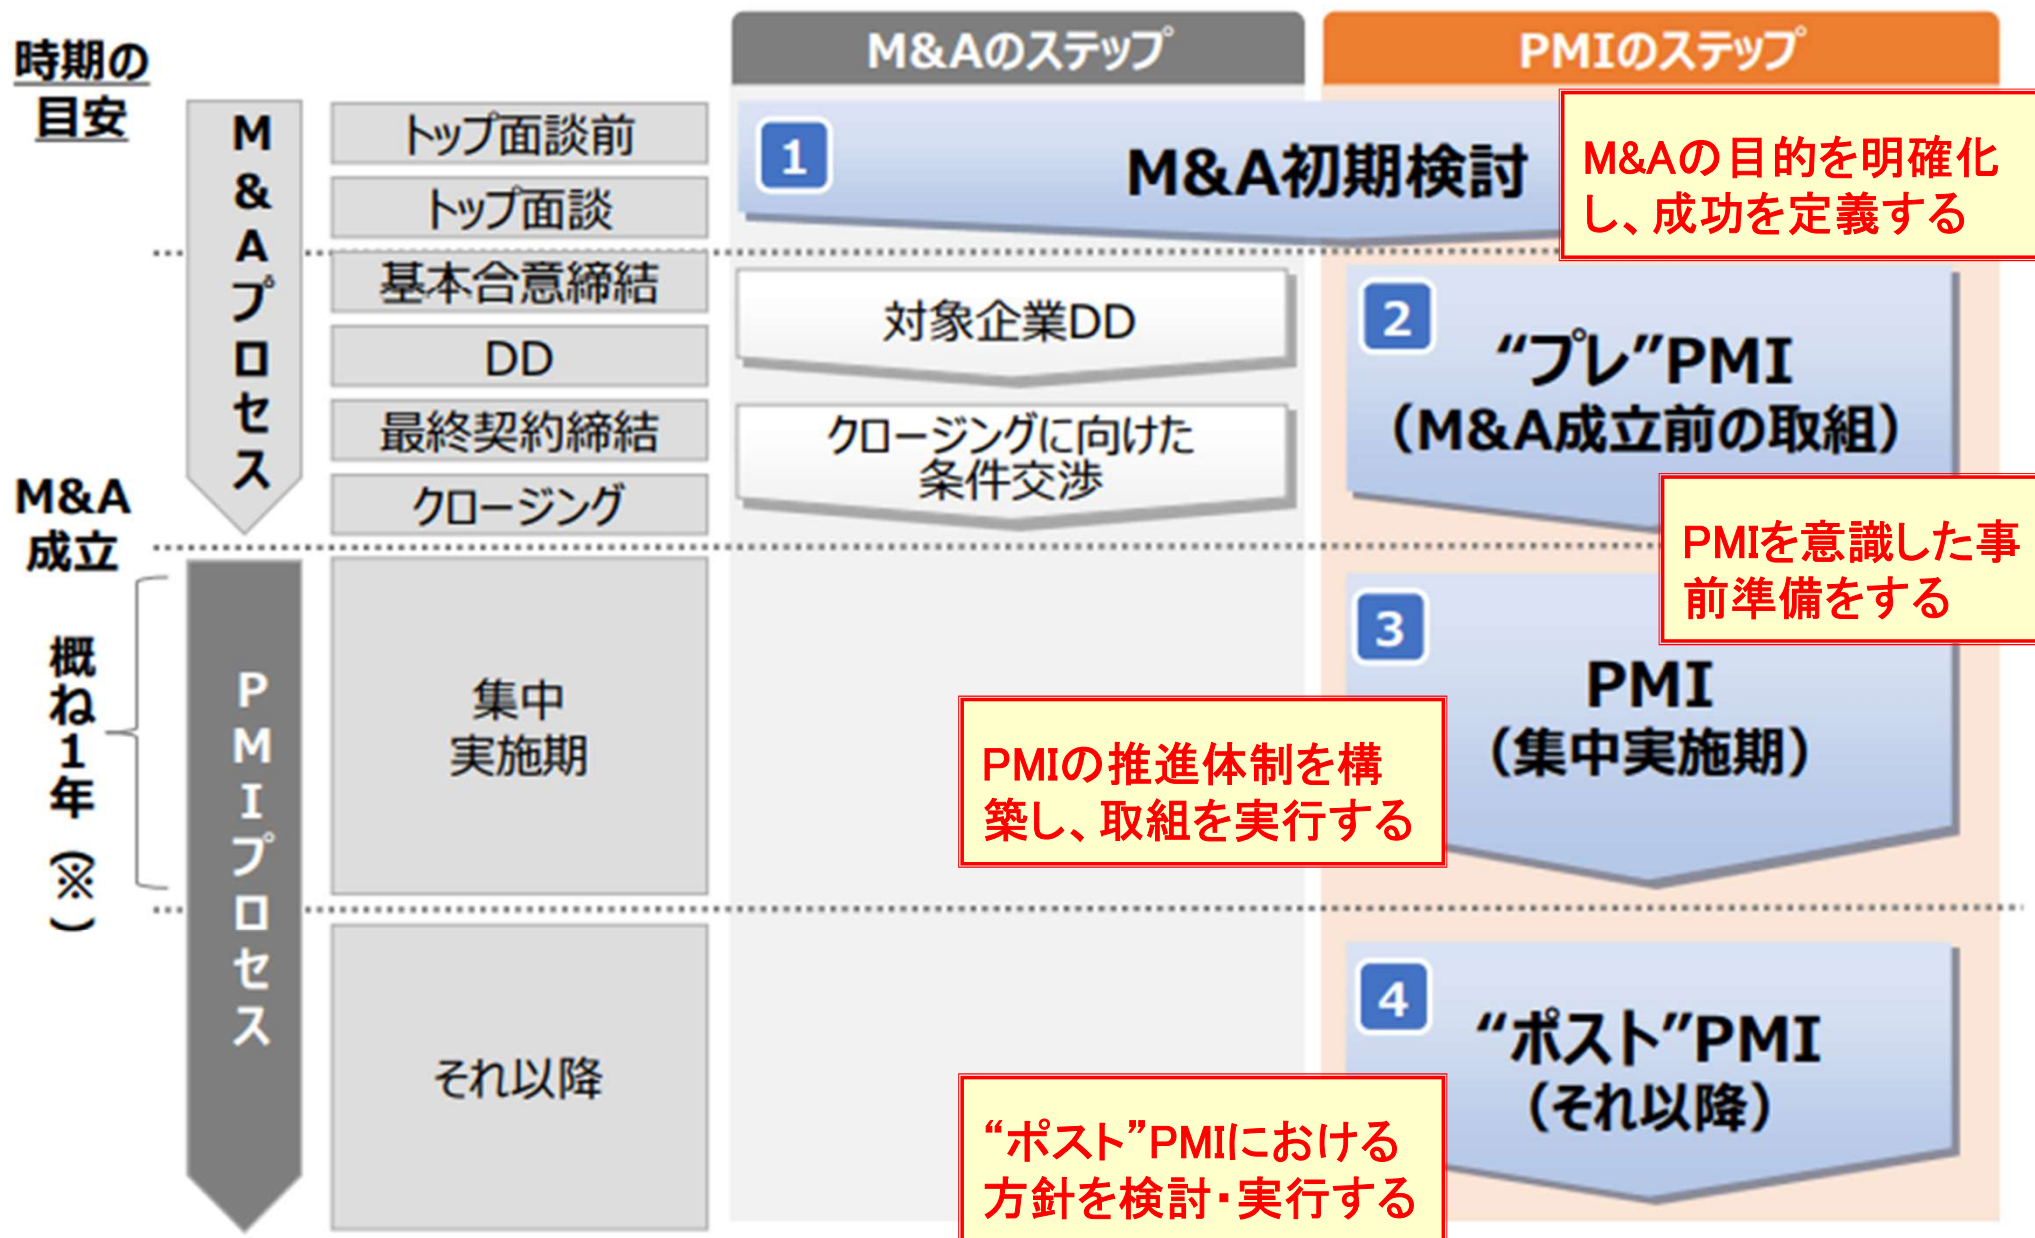 時期の
目安
M&Aのステップ
PMIのステップ
M&Aプロセス
トップ面談前
トップ面談
1
M&A初期検討
M&Aの目的を明確化
し、成功を定義する
基本合意締結
DD
最終契約締結
クロージング
対象企業DD
クロージングに向けた
条件交渉
2
“プレ”PMI
（M&A成立前の取組）
PMIを意識した事
前準備をする
M&A
成立
概ね1年（※）
PMIプロセス
集中
実施期
3
PMI
（集中実施期）
PMIの推進体制を構
築し、取組を実行する
それ以降
4
“ポスト”PMI
（それ以降）
“ポスト”PMIにおける
方針を検討・実行する